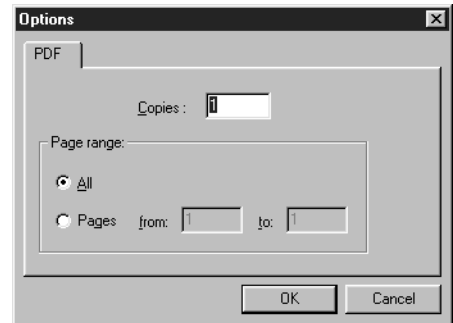 Options
PDF
Copies : 1
Page range:
All
Pages from: 1 to: 1
OK Cancel